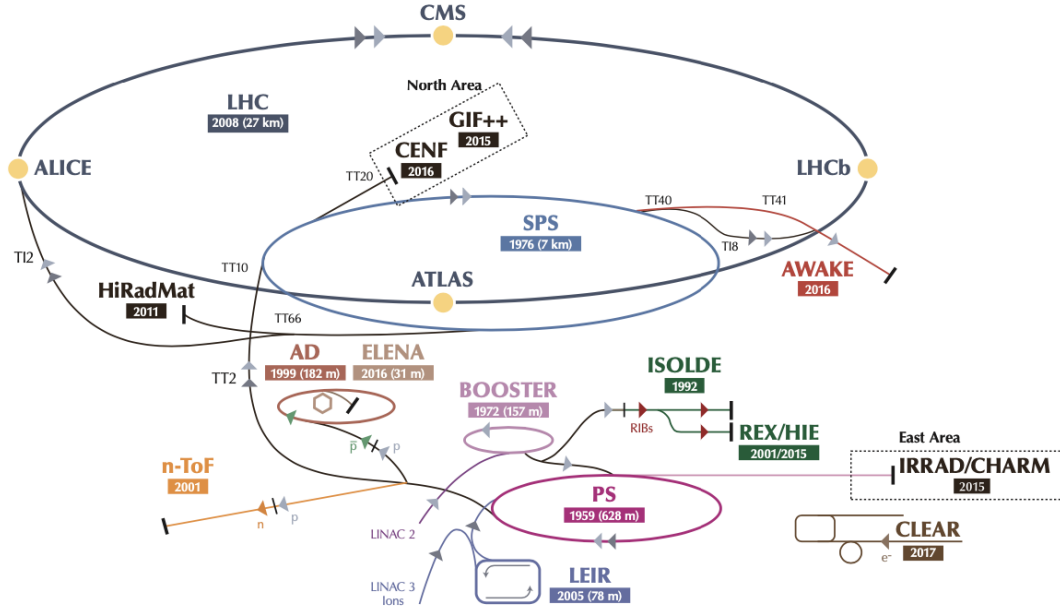 CMS
North Area
LHC
2008 (27 km)
GIF++
2015
CENF
2016
ALICE
LHCb
TT20
TT40
TT41
SPS
1976 (7 km)
TI8
TI2
TT10
ATLAS
AWAKE
2016
HiRadMat
2011
TT66
AD
1999 (182 m)
ELENA
2016 (31 m)
TT2
ISOLDE
1992
BOOSTER
1972 (157 m)
RIBs
REX/HIE
2001/2015
East Area
p̅
p
n-ToF
2001
IRRAD/CHARM
2015
PS
1959 (628 m)
n
p
LINAC 2
CLEAR
2017
e-
LEIR
2005 (78 m)
LINAC 3
Ions